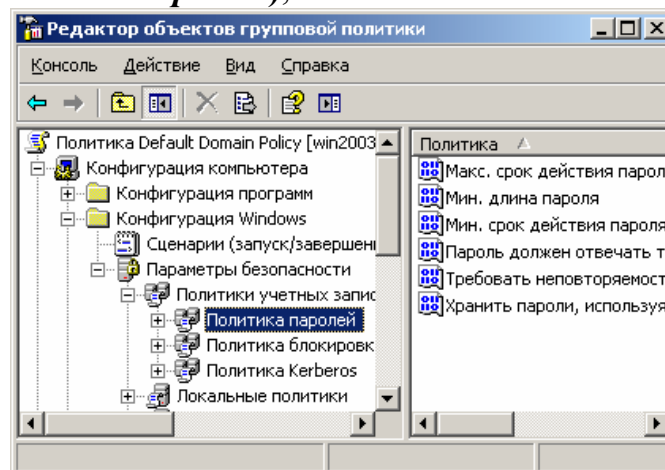 Редактор объектов групповой политики
Консоль Действие Вид Справка
Политика Default Domain Policy [win2003
Конфигурация компьютера
Конфигурация программ
Конфигурация Windows
Сценарии (запуск/завершени
Параметры безопасности
Политики учетных запис
Политика паролей
Политика блокировк
Политика Kerberos
Локальные политики
Политика
Макс. срок действия парол
Мин. длина пароля
Мин. срок действия пароля
Пароль должен отвечать т
Требовать неповторяемост
Хранить пароли, используя